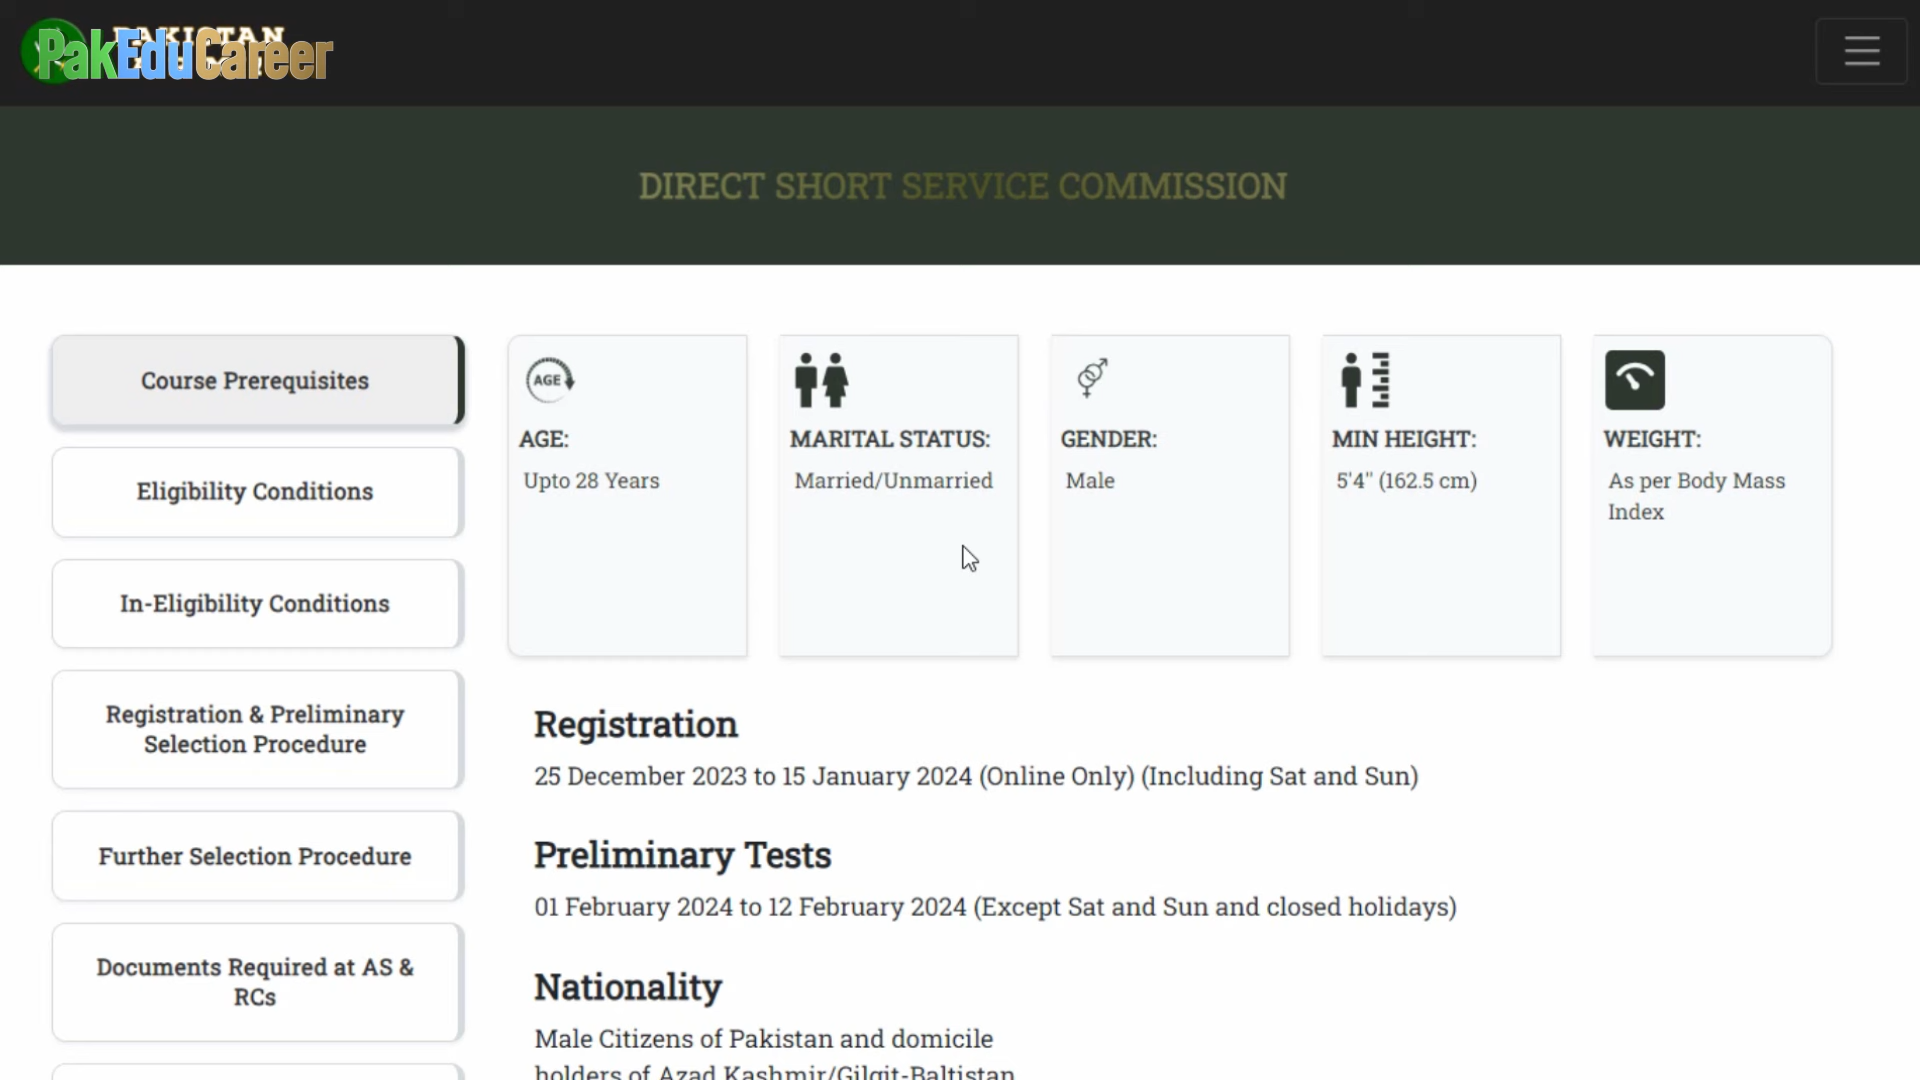 PakEduCareer
PAKISTAN
DIRECT SHORT SERVICE COMMISSION
Course Prerequisites
Eligibility Conditions
In-Eligibility Conditions
Registration & Preliminary
Selection Procedure
Further Selection Procedure
Documents Required at AS &
RCs
AGE
AGE:
Upto 28 Years
MARITAL STATUS:
Married/Unmarried
GENDER:
Male
MIN HEIGHT:
5'4" (162.5 cm)
WEIGHT:
As per Body Mass
Index
Registration
25 December 2023 to 15 January 2024 (Online Only) (Including Sat and Sun)
Preliminary Tests
01 February 2024 to 12 February 2024 (Except Sat and Sun and closed holidays)
Nationality
Male Citizens of Pakistan and domicile
holders of Azad Kashmir/Gilgit-Baltistan